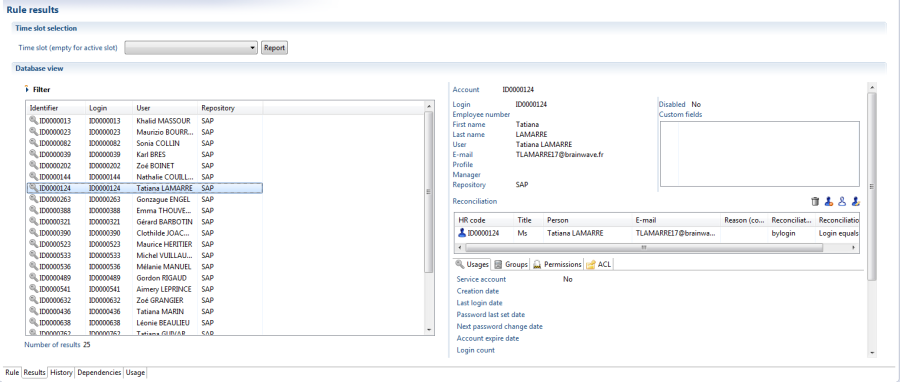 Rule results
Time slot selection
Time slot (empty for active slot) Report
Database view
Filter
Identifier Login User Repository
ID0000013 ID0000013 Khalid MASSOUR SAP
ID0000023 ID0000023 Maurizio BOURR... SAP
ID0000082 ID0000082 Sonia COLLIN SAP
ID0000039 ID0000039 Karl BRES SAP
ID0000202 ID0000202 Zoé BOINET SAP
ID0000144 ID0000144 Nathalie COUILL... SAP
ID0000124 ID0000124 Tatiana LAMARRE SAP
ID0000263 ID0000263 Gonzague ENGEL SAP
ID0000388 ID0000388 Emma THOUVE... SAP
ID0000321 ID0000321 Gérard BARBOTIN SAP
ID0000390 ID0000390 Clothilde JOAC... SAP
ID0000523 ID0000523 Maurice HERITIER SAP
ID0000533 ID0000533 Michel VUILLAU... SAP
ID0000536 ID0000536 Mélanie MANUEL SAP
ID0000489 ID0000489 Gordon RIGAUD SAP
ID0000541 ID0000541 Aimery LEPRINCE SAP
ID0000632 ID0000632 Zoé GRANGIER SAP
ID0000436 ID0000436 Tatiana MARIN SAP
ID0000638 ID0000638 Léonie BEAULIEU SAP
ID0000762 ID0000762 Tatiana GUIVAR... SAP
Number of results 25
Account ID0000124
Login ID0000124 Disabled No
Employee number Custom fields
First name Tatiana
Last name LAMARRE
User Tatiana LAMARRE
E-mail TLAMARRE17@brainwave.fr
Profile
Manager
Repository SAP
Reconciliation
HR code Title Person E-mail Reason (co... Reconciliat... Reconciliatio
ID0000124 Ms Tatiana LAMARRE TLAMARRE17@brainwa... bylogin Login equals
Usages Groups Permissions ACL
Service account No
Creation date
Last login date
Password last set date
Next password change date
Account expire date
Login count
Rule Results History Dependencies Usage